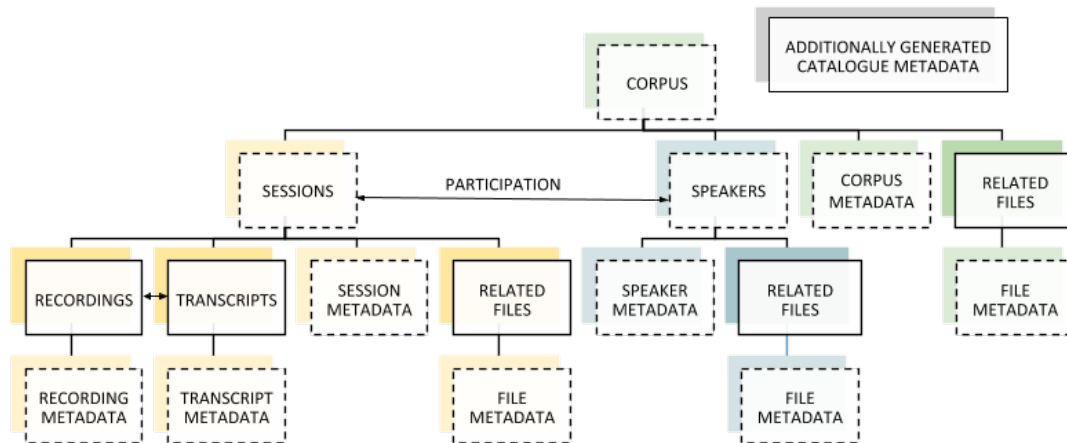 ADDITIONALLY GENERATED
CATALOGUE METADATA
CORPUS
SESSIONS
PARTICIPATION
SPEAKERS
CORPUS
METADATA
RELATED
FILES
RECORDINGS
TRANSCRIPTS
SESSION
METADATA
RELATED
FILES
SPEAKER
METADATA
RELATED
FILES
FILE
METADATA
RECORDING
METADATA
TRANSCRIPT
METADATA
FILE
METADATA
FILE
METADATA